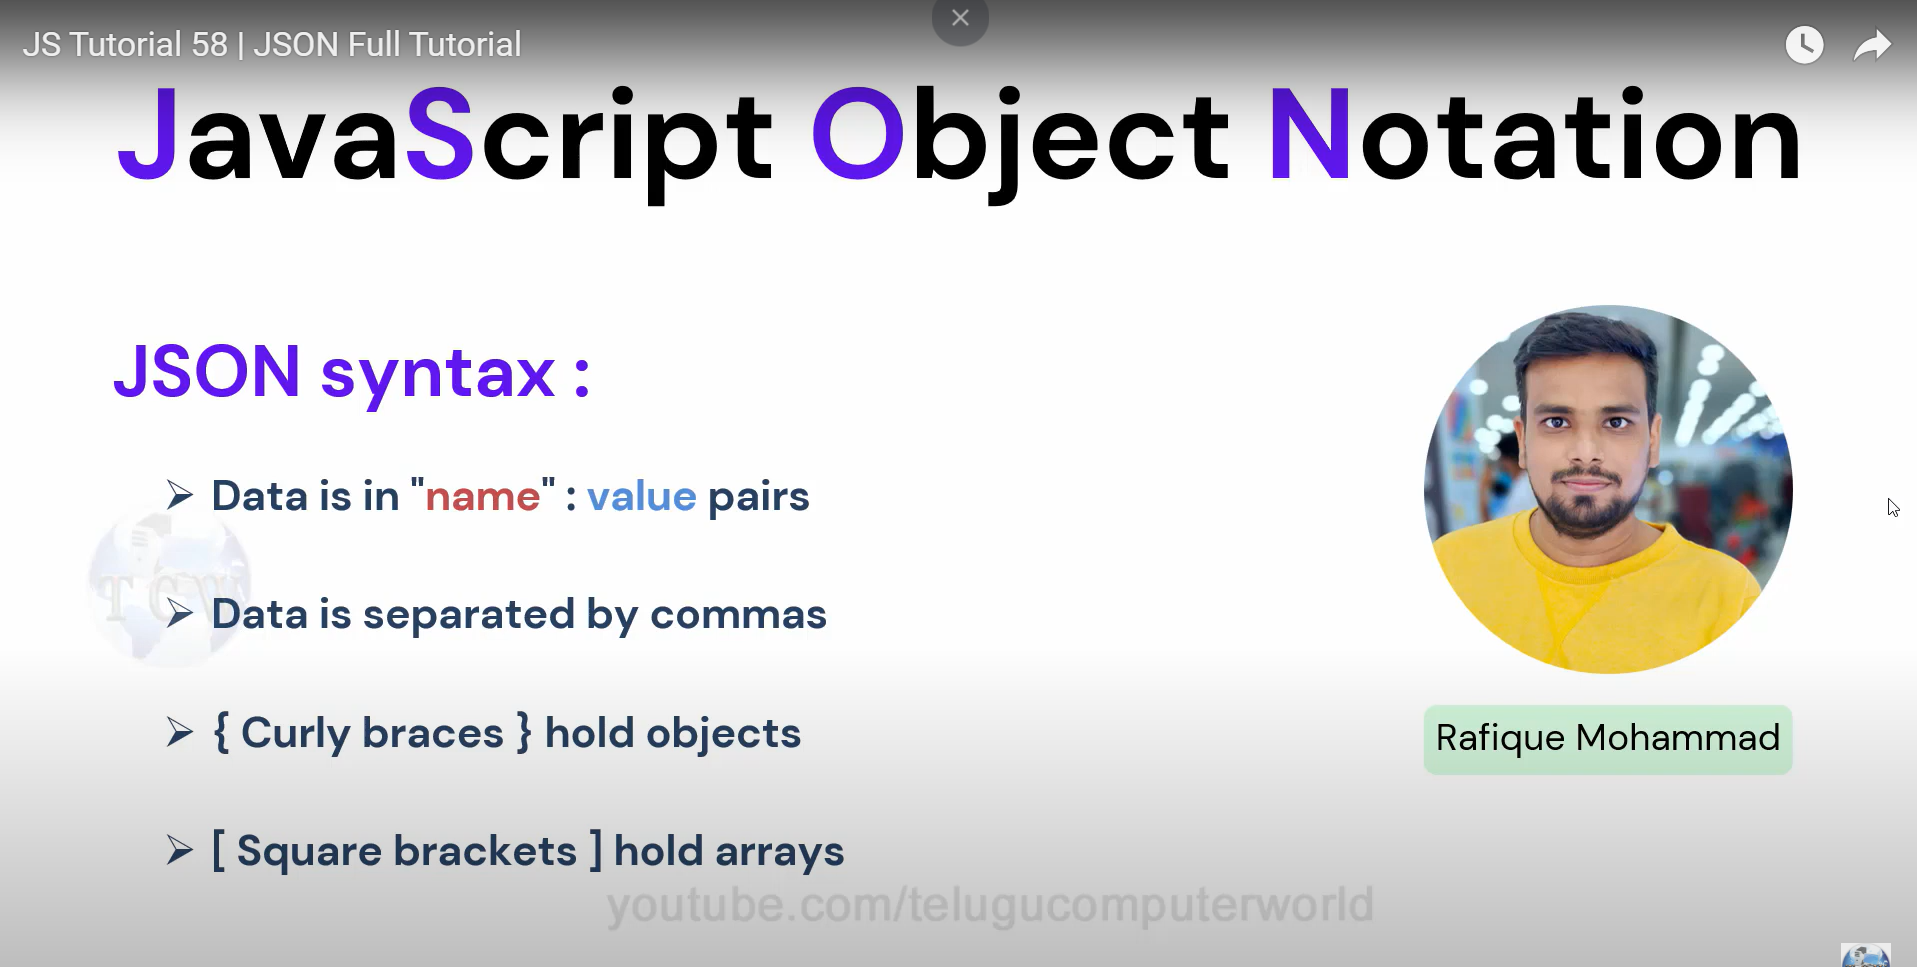 JS Tutorial 58 | JSON Full Tutorial
JavaScript Object Notation
JSON syntax :
➢ Data is in "name" : value pairs
➢ Data is separated by commas
TCW
➢ { Curly braces } hold objects
➢ [ Square brackets ] hold arrays
Rafique Mohammad
youtube.com/telugucomputerworld